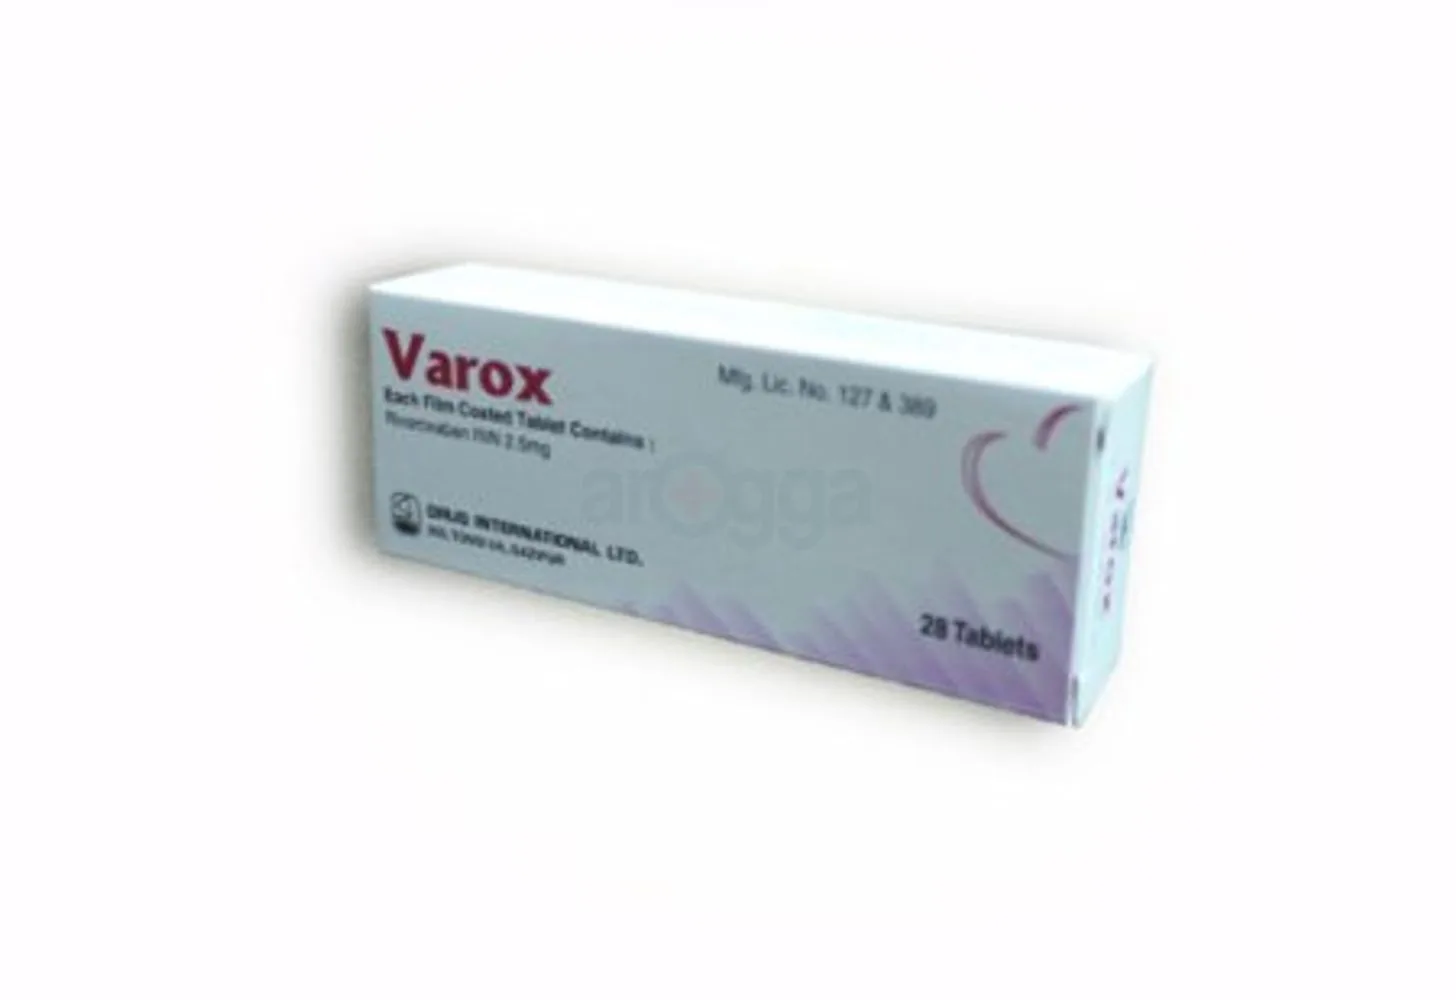 Varox
Mfg. Lic. No. 127 & 389
Each Film Coated Tablet Contains :
Rivaroxaban INN 2.5mg
arogga
DRUG INTERNATIONAL LTD.
28 Tablets
Varox